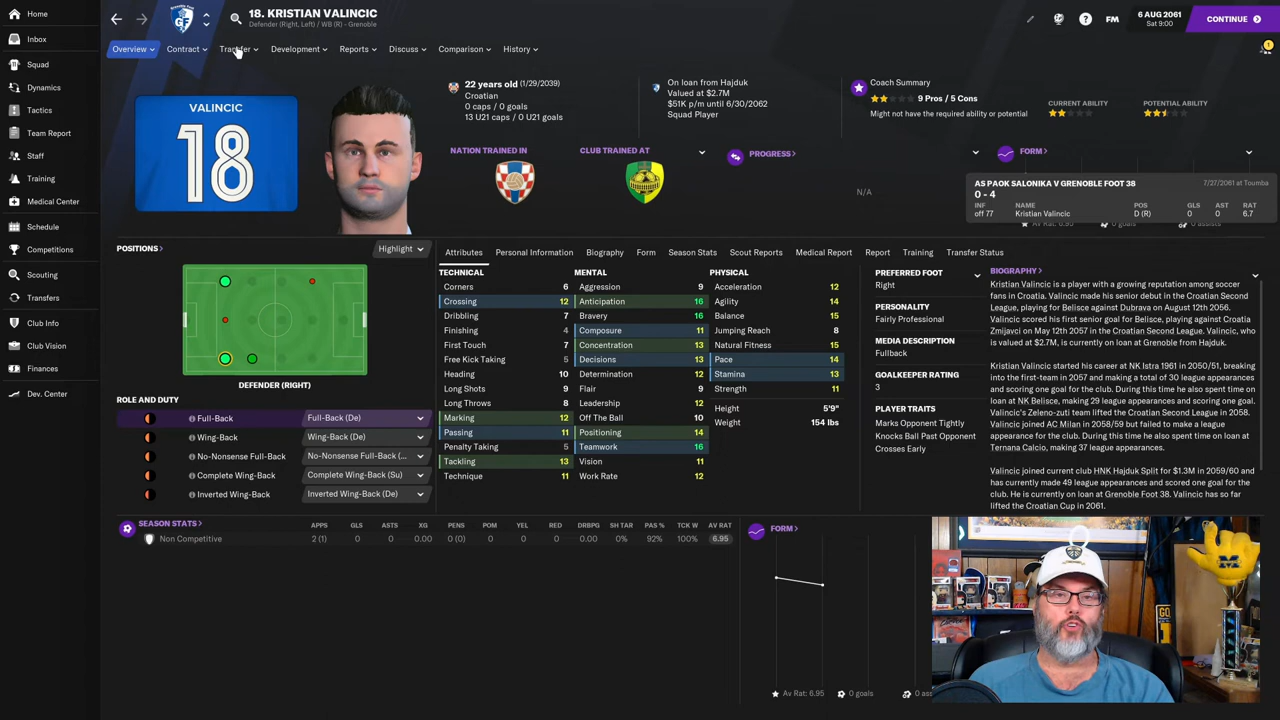 18. KRISTIAN VALINCIC
Defender (Right, Left) / WB (R) - Grenoble
FM
6 AUG 2061
Sat 9:00
CONTINUE
1
Home
Inbox
Squad
Dynamics
Tactics
Team Report
Staff
Training
Medical Center
Schedule
Competitions
Scouting
Transfers
Club Info
Club Vision
Finances
Dev. Center
Overview
Contract
Transfer
Development
Reports
Discuss
Comparison
History
VALINCIC
18
22 years old (1/29/2039)
Croatian
0 caps / 0 goals
13 U21 caps / 0 U21 goals
On loan from Hajduk
Valued at $2.7M
$51K p/m until 6/30/2062
Squad Player
Coach Summary
9 Pros / 5 Cons
Might not have the required ability or potential
CURRENT ABILITY
POTENTIAL ABILITY
NATION TRAINED IN
CLUB TRAINED AT
PROGRESS
N/A
FORM
AS PAOK SALONIKA V GRENOBLE FOOT 38
7/27/2061 at Toumba
0 - 4
INF NAME POS GLS AST RAT
off 77 Kristian Valincic D (R) 0 0 6.7
POSITIONS
Highlight
DEFENDER (RIGHT)
ROLE AND DUTY
Full-Back Full-Back (De)
Wing-Back Wing-Back (De)
No-Nonsense Full-Back No-Nonsense Full-Back (...
Complete Wing-Back Complete Wing-Back (Su)
Inverted Wing-Back Inverted Wing-Back (De)
Attributes
Personal Information
Biography
Form
Season Stats
Scout Reports
Medical Report
Report
Training
Transfer Status
TECHNICAL
Corners 6
Crossing 12
Dribbling 7
Finishing 4
First Touch 7
Free Kick Taking 5
Heading 10
Long Shots 9
Long Throws 8
Marking 12
Passing 11
Penalty Taking 5
Tackling 13
Technique 11
MENTAL
Aggression 9
Anticipation 16
Bravery 16
Composure 11
Concentration 13
Decisions 13
Determination 12
Flair 9
Leadership 12
Off The Ball 10
Positioning 14
Teamwork 16
Vision 11
Work Rate 12
PHYSICAL
Acceleration 12
Agility 14
Balance 15
Jumping Reach 8
Natural Fitness 15
Pace 14
Stamina 13
Strength 11
Height 5'9"
Weight 154 lbs
PREFERRED FOOT
Right
PERSONALITY
Fairly Professional
MEDIA DESCRIPTION
Fullback
GOALKEEPER RATING
3
PLAYER TRAITS
Marks Opponent Tightly
Knocks Ball Past Opponent
Crosses Early
BIOGRAPHY
Kristian Valincic is a player with a growing reputation among soccer
fans in Croatia. Valincic made his senior debut in the Croatian Second
League, playing for Belisce against Dubrava on August 12th 2056.
Valincic scored his first senior goal for Belisce, playing against Croatia
Zmijavci on May 12th 2057 in the Croatian Second League. Valincic, who
is valued at $2.7M, is currently on loan at Grenoble from Hajduk.
Kristian Valincic started his career at NK Istra 1961 in 2050/51, breaking
into the first-team in 2057 and making a total of 30 league appearances
and scoring one goal for the club. During this time he also spent time on
loan at NK Belisce, making 29 league appearances and scoring one goal.
Valincic's Zeleno-zuti team lifted the Croatian Second League in 2058.
Valincic joined AC Milan in 2058/59 but failed to make a league
appearance for the club. During this time he also spent time on loan at
Ternana Calcio, making 37 league appearances.
Valincic joined current club HNK Hajduk Split for $1.3M in 2059/60 and
has currently made 49 league appearances and scored one goal for the
club. He is currently on loan at Grenoble Foot 38. Valincic has so far
lifted the Croatian Cup in 2061.
SEASON STATS
APPS GLS ASTS XG PENS POM YEL RED DRBPG SH TAR PAS % TCK W AV RAT
Non Competitive 2 (1) 0 0 0.00 0 (0) 0 0 0 0.00 0% 92% 100% 6.95
FORM
Av Rat: 6.95
0 goals